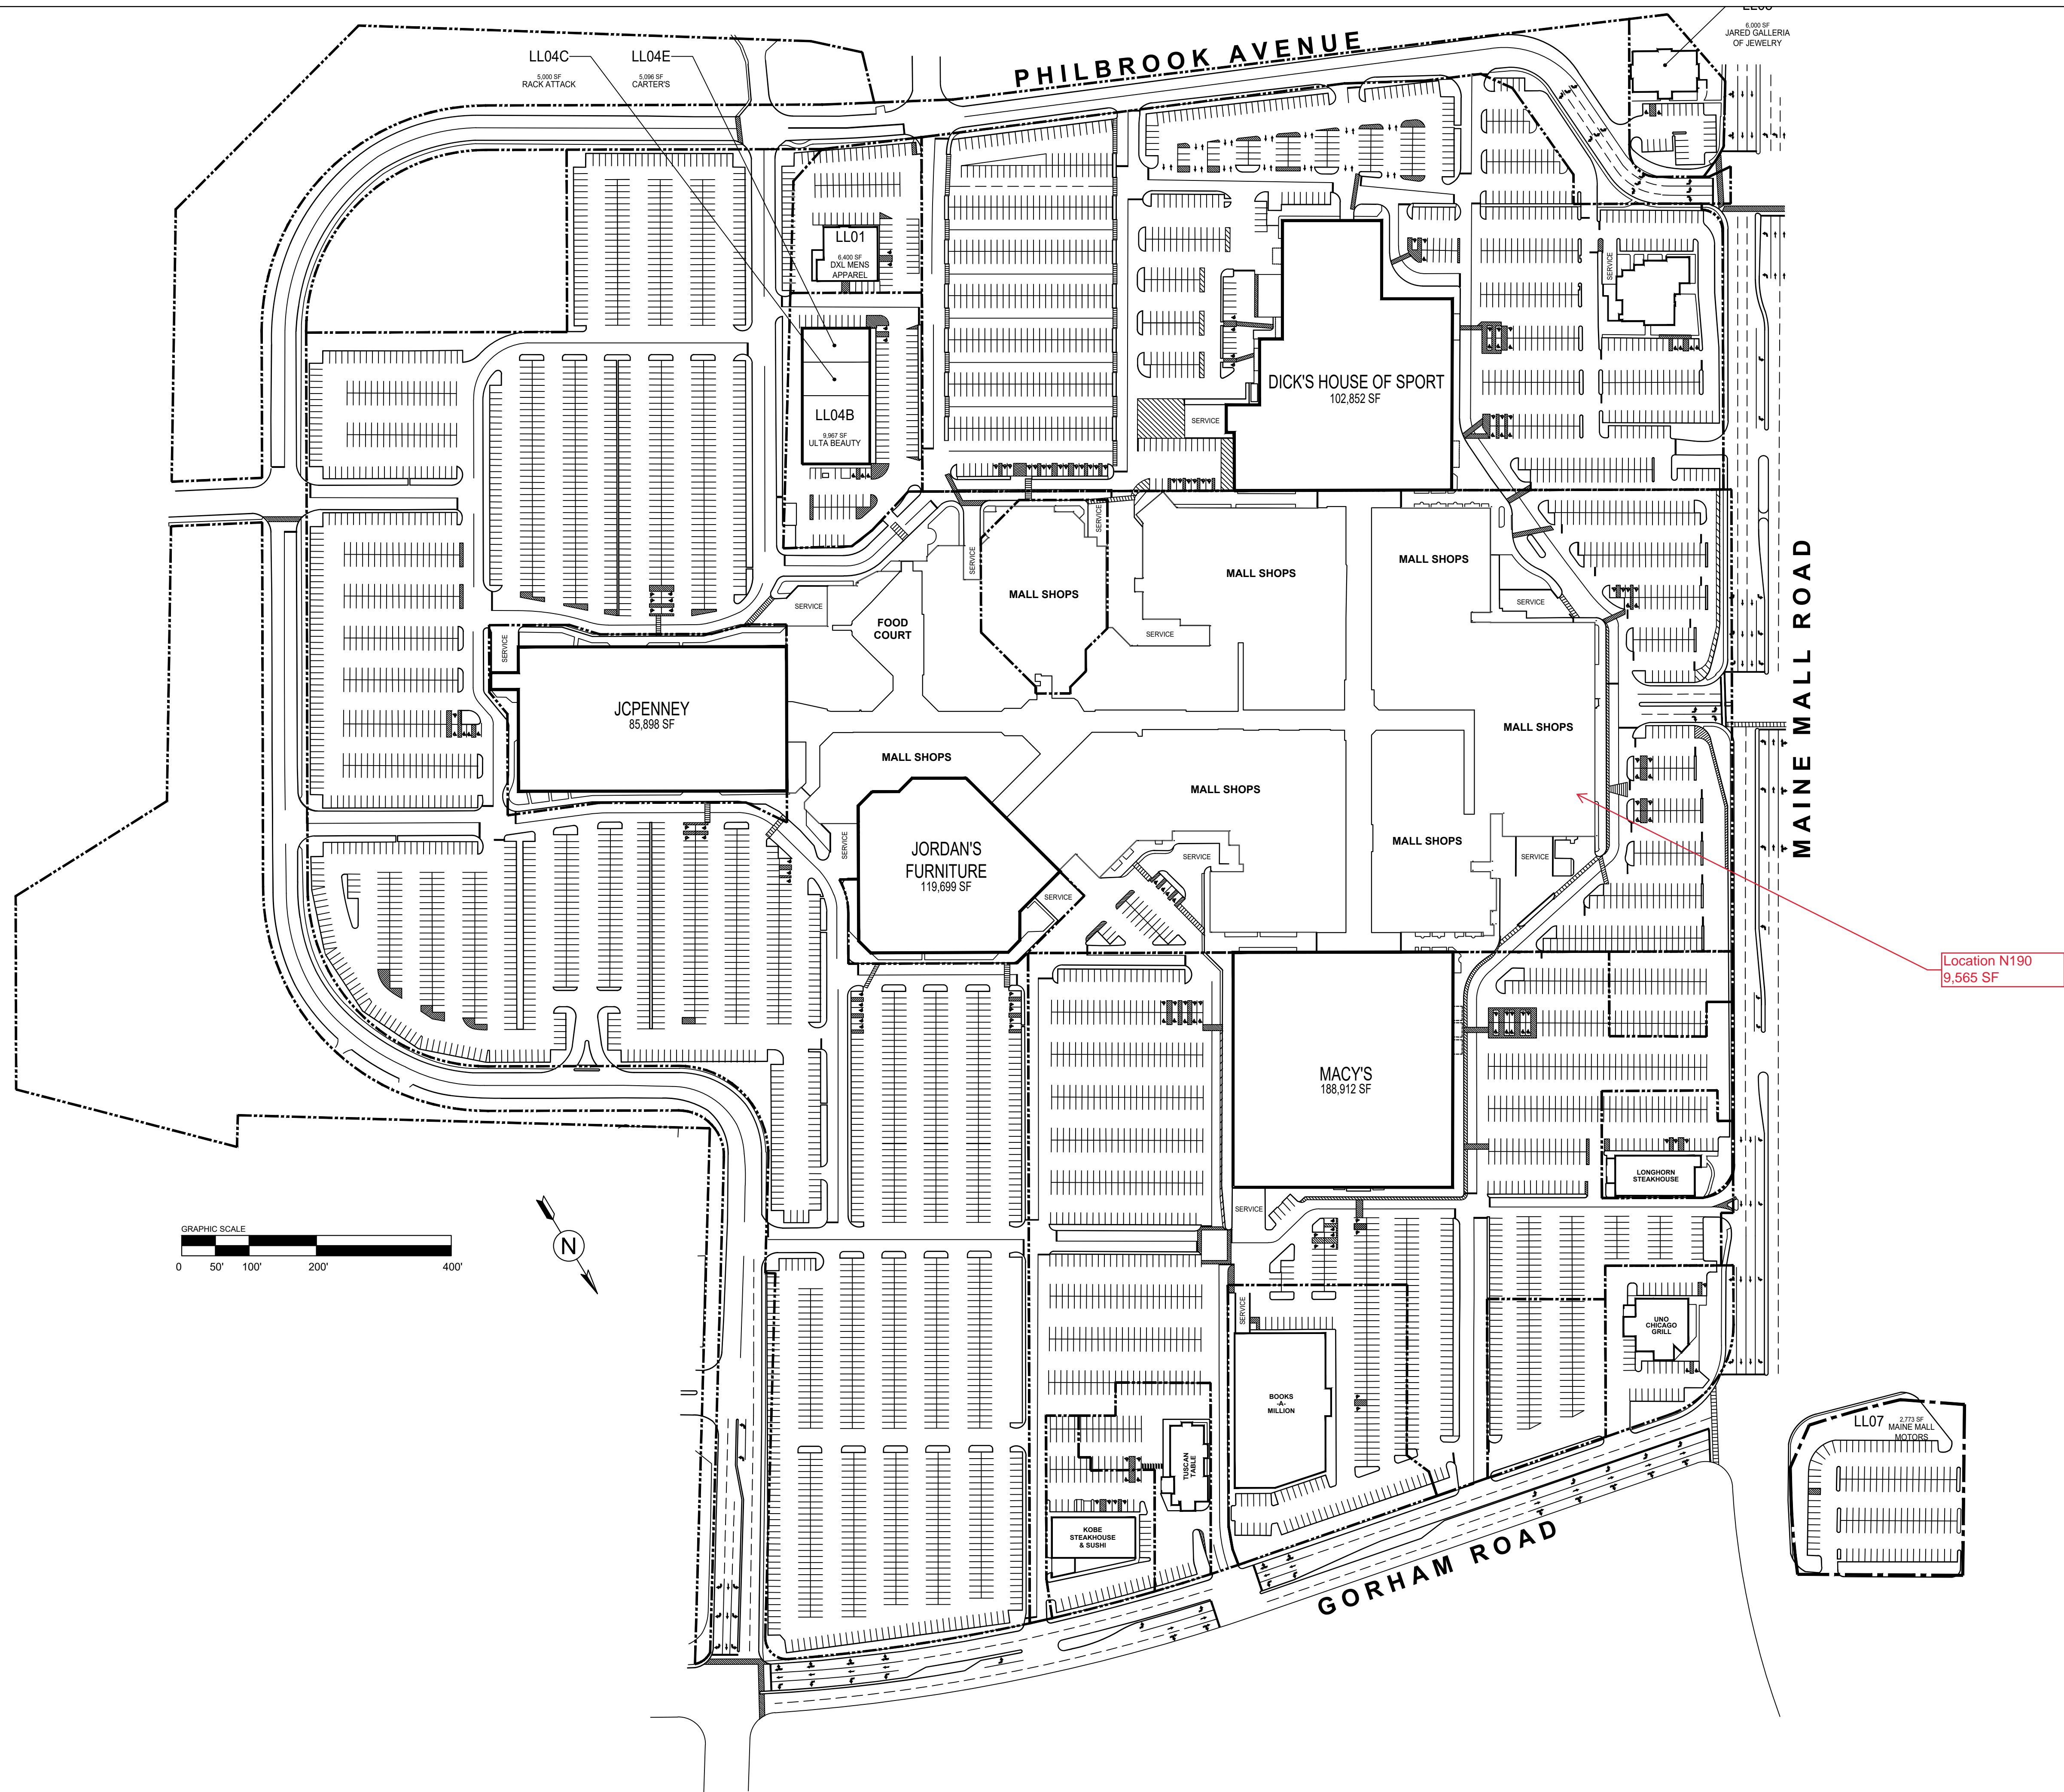 6,000 SF
JARED GALLERIA
OF JEWELRY
LL04C
5,000 SF
RACK ATTACK
LL04E
5,096 SF
CARTER'S
PHILBROOK AVENUE
LL01
6,400 SF
DXL MENS
APPAREL
SERVICE
LL04B
9,967 SF
ULTA BEAUTY
DICK'S HOUSE OF SPORT
102,852 SF
SERVICE
SERVICE
SERVICE
MALL SHOPS
MALL SHOPS
MALL SHOPS
SERVICE
FOOD
COURT
SERVICE
SERVICE
SERVICE
MAINE MALL ROAD
JCPENNEY
85,898 SF
MALL SHOPS
MALL SHOPS
MALL SHOPS
MALL SHOPS
SERVICE
JORDAN'S
FURNITURE
119,699 SF
SERVICE
SERVICE
SERVICE
Location N190
9,565 SF
MACY'S
188,912 SF
LONGHORN
STEAKHOUSE
SERVICE
GRAPHIC SCALE
0 50' 100' 200' 400'
N
SERVICE
UNO
CHICAGO
GRILL
BOOKS
-A-
MILLION
LL07
2,773 SF
MAINE MALL
MOTORS
TUSCAN
TABLE
KOBE
STEAKHOUSE
& SUSHI
GORHAM ROAD